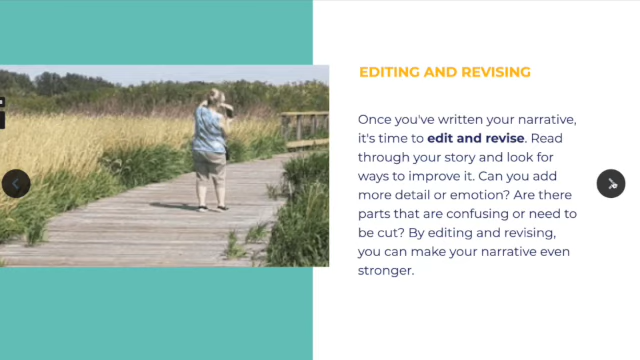 EDITING AND REVISING
Once you've written your narrative,
it's time to edit and revise. Read
through your story and look for
ways to improve it. Can you add
more detail or emotion? Are there
parts that are confusing or need to
be cut? By editing and revising,
you can make your narrative even
stronger.